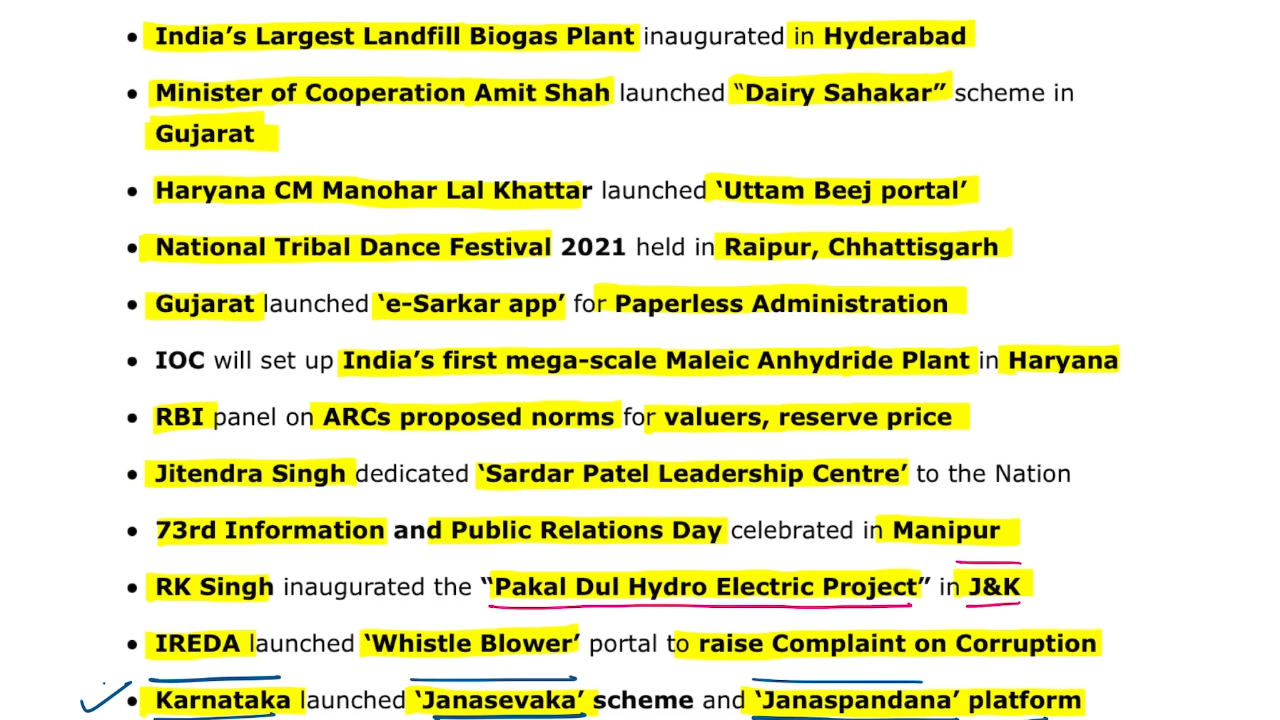 • India’s Largest Landfill Biogas Plant inaugurated in Hyderabad
• Minister of Cooperation Amit Shah launched “Dairy Sahakar” scheme in
Gujarat
• Haryana CM Manohar Lal Khattar launched ‘Uttam Beej portal’
• National Tribal Dance Festival 2021 held in Raipur, Chhattisgarh
• Gujarat launched ‘e-Sarkar app’ for Paperless Administration
• IOC will set up India’s first mega-scale Maleic Anhydride Plant in Haryana
• RBI panel on ARCs proposed norms for valuers, reserve price
• Jitendra Singh dedicated ‘Sardar Patel Leadership Centre’ to the Nation
• 73rd Information and Public Relations Day celebrated in Manipur
• RK Singh inaugurated the “Pakal Dul Hydro Electric Project” in J&K
• IREDA launched ‘Whistle Blower’ portal to raise Complaint on Corruption
• Karnataka launched ‘Janasevaka’ scheme and ‘Janaspandana’ platform